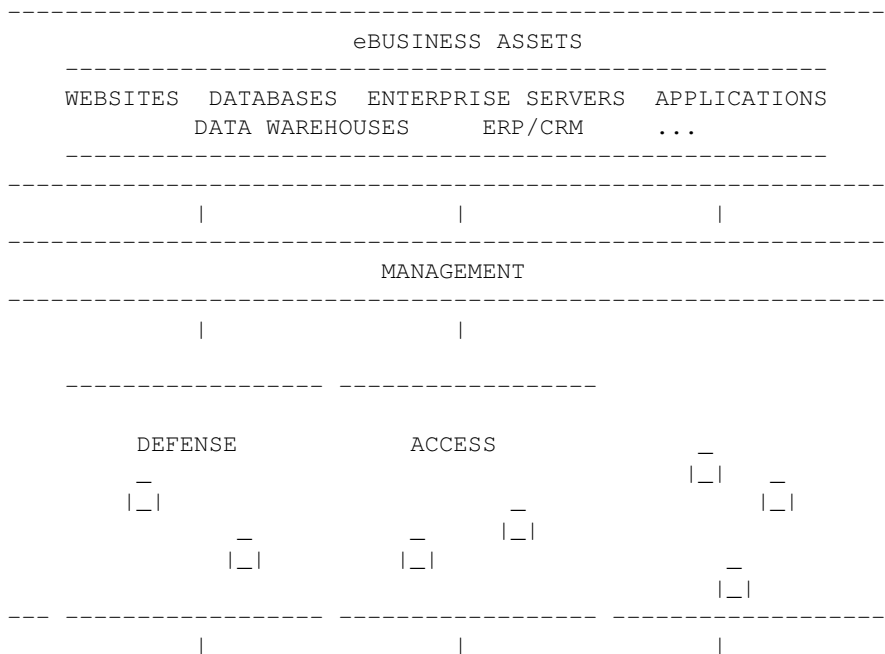 eBUSINESS ASSETS
WEBSITES DATABASES ENTERPRISE SERVERS APPLICATIONS
DATA WAREHOUSES ERP/CRM ...
MANAGEMENT
DEFENSE ACCESS